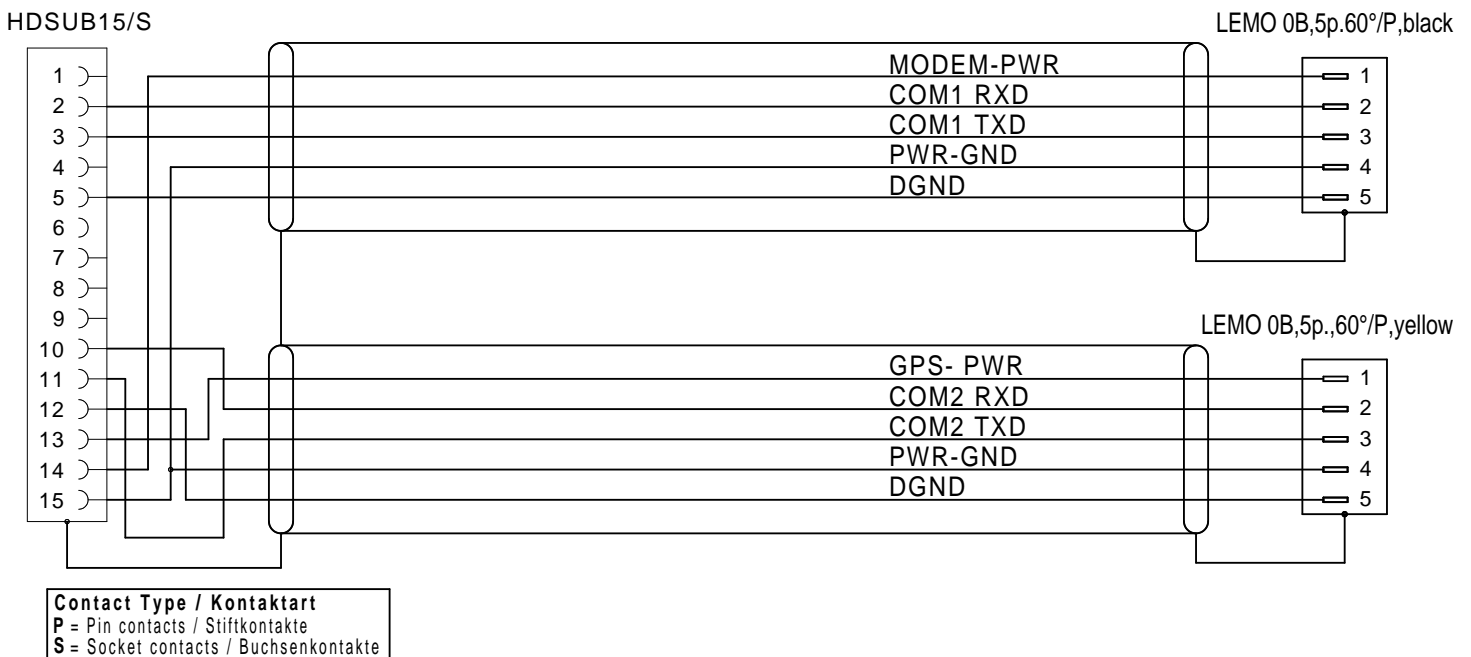 HDSUB15/S
LEMO 0B,5p.60°/P,black
1
2
3
4
5
6
7
8
9
10
11
12
13
14
15
MODEM-PWR
COM1 RXD
COM1 TXD
PWR-GND
DGND
1
2
3
4
5
LEMO 0B,5p.,60°/P,yellow
GPS- PWR
COM2 RXD
COM2 TXD
PWR-GND
DGND
1
2
3
4
5
Contact Type / Kontaktart
P = Pin contacts / Stiftkontakte
S = Socket contacts / Buchsenkontakte